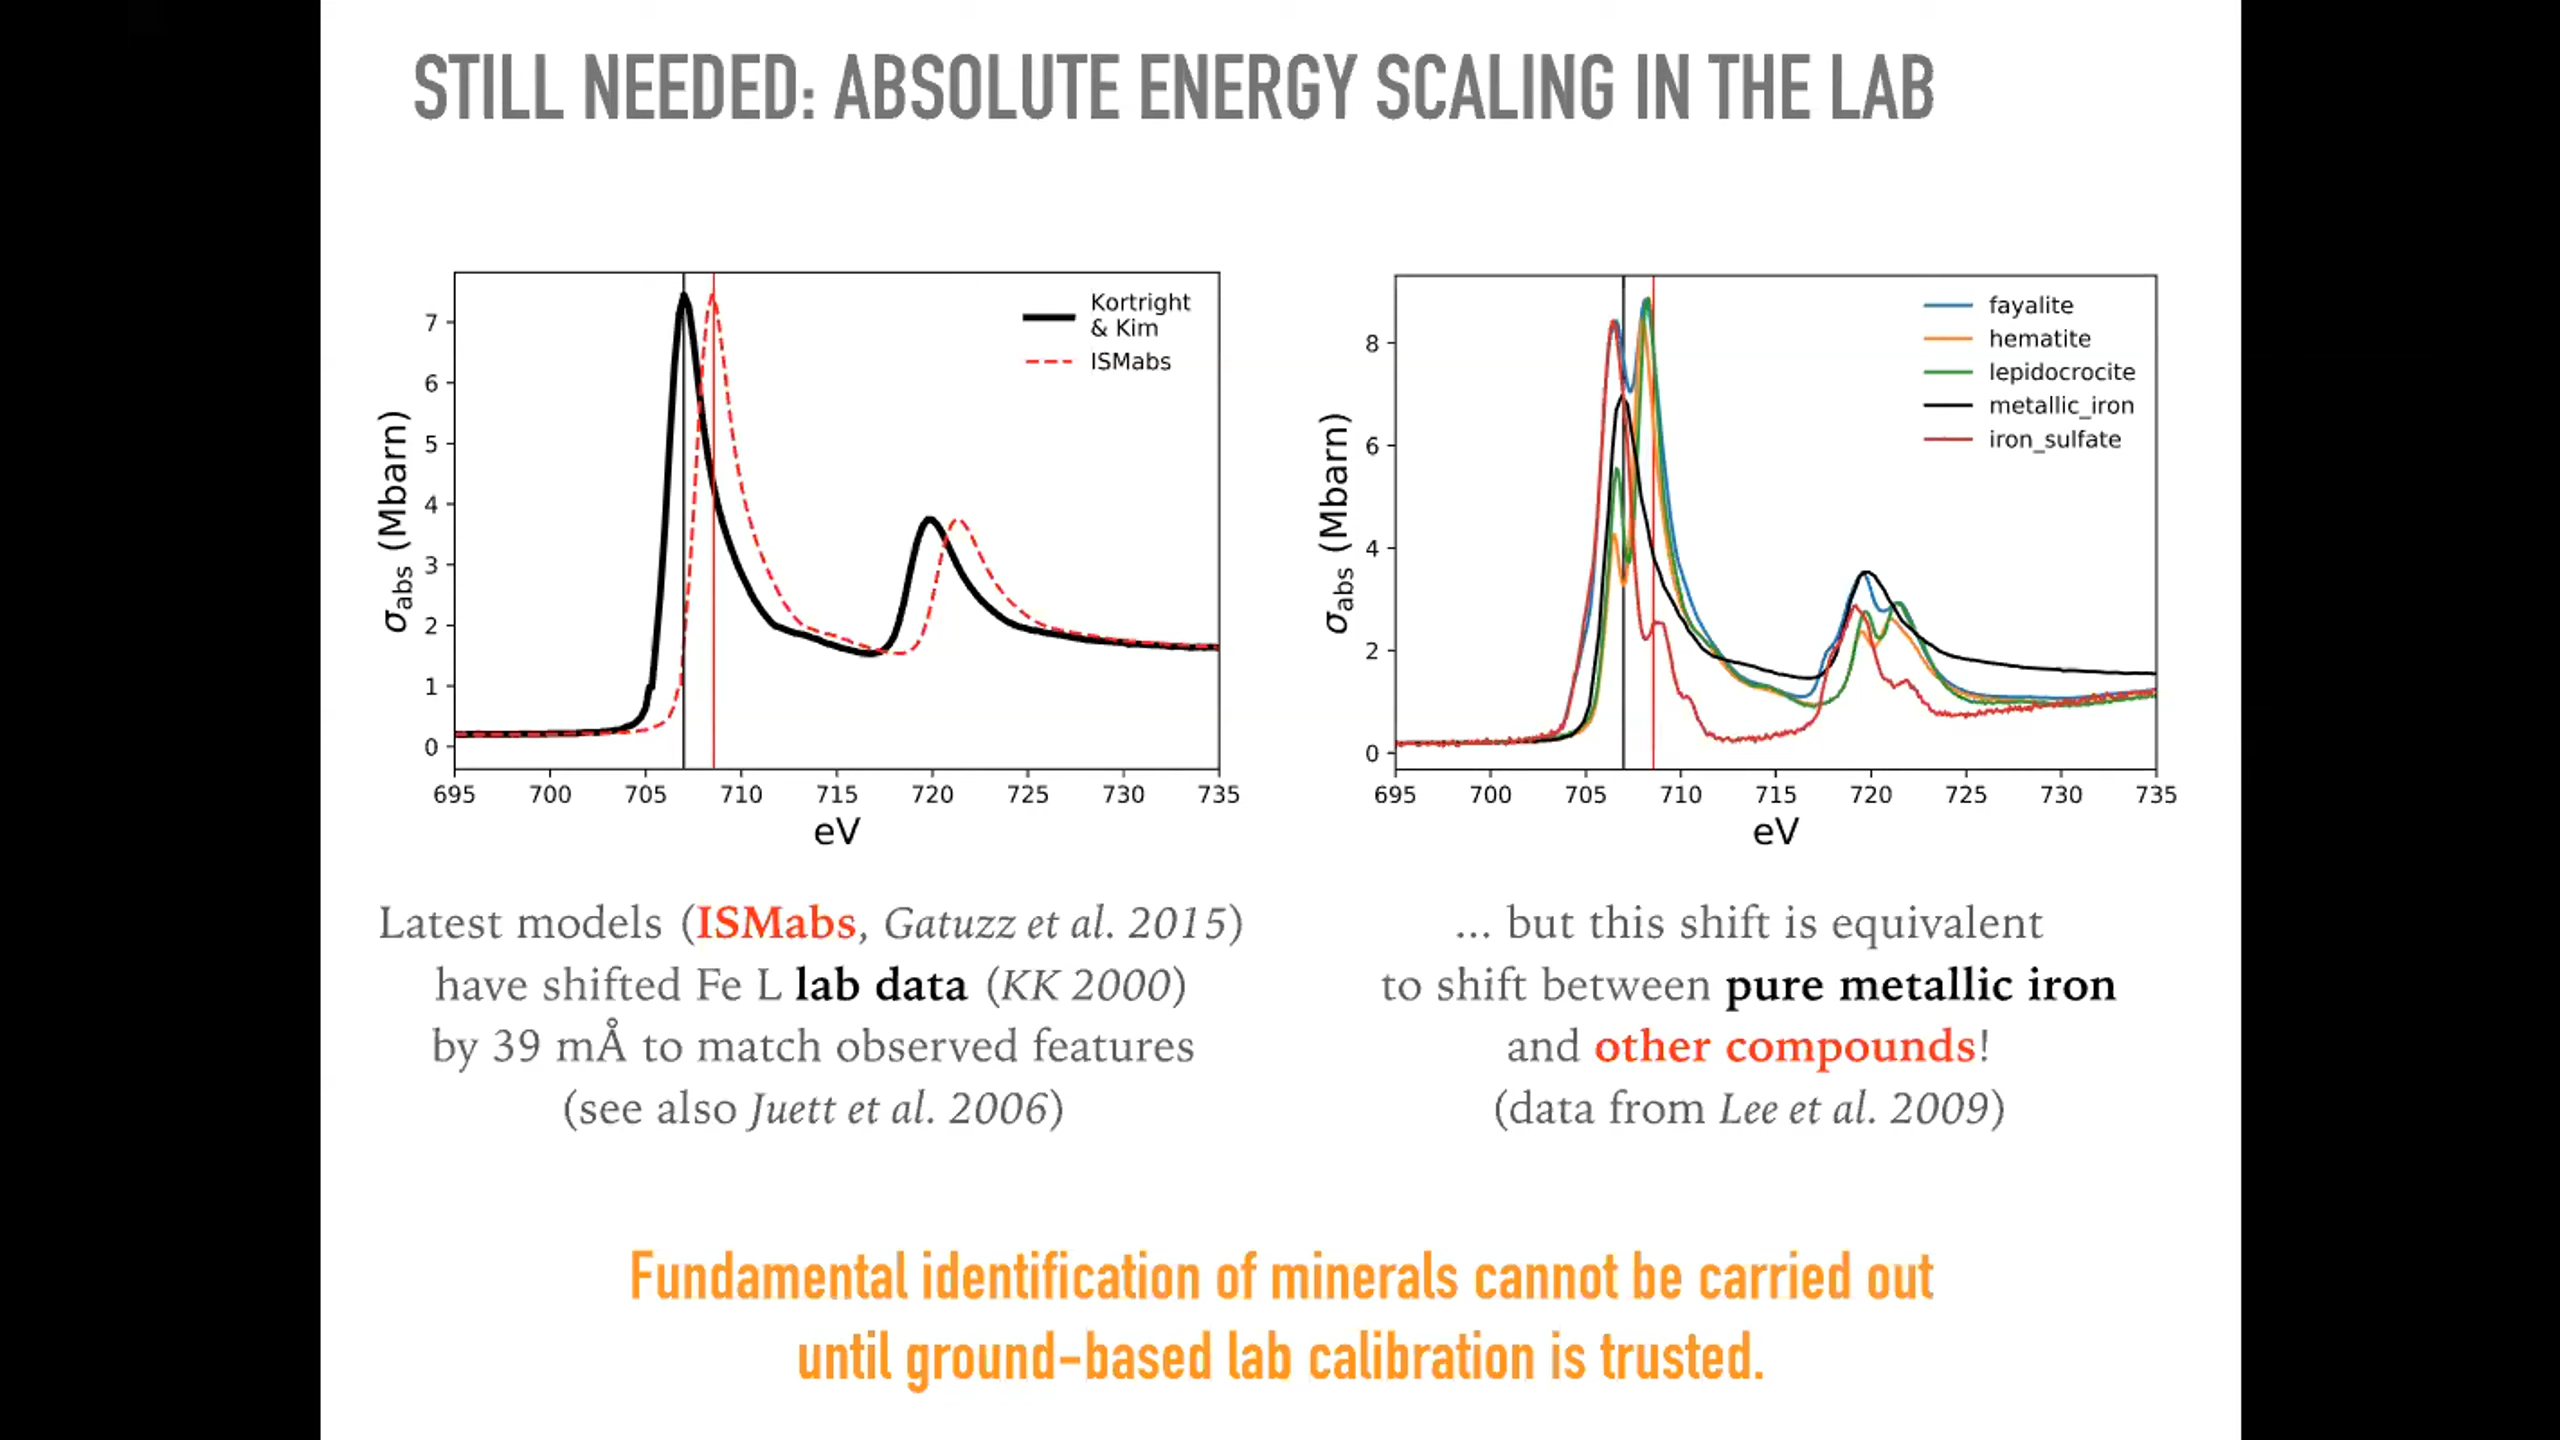 STILL NEEDED: ABSOLUTE ENERGY SCALING IN THE LAB
Kortright
& Kim
ISMabs
σabs (Mbarn)
7
6
5
4
3
2
1
0
695 700 705 710 715 720 725 730 735
eV
fayalite
hematite
lepidocrocite
metallic_iron
iron_sulfate
σabs (Mbarn)
8
6
4
2
0
695 700 705 710 715 720 725 730 735
eV
Latest models (ISMabs, Gatuzz et al. 2015)
have shifted Fe L lab data (KK 2000)
by 39 mÅ to match observed features
(see also Juett et al. 2006)
... but this shift is equivalent
to shift between pure metallic iron
and other compounds!
(data from Lee et al. 2009)
Fundamental identification of minerals cannot be carried out
until ground-based lab calibration is trusted.